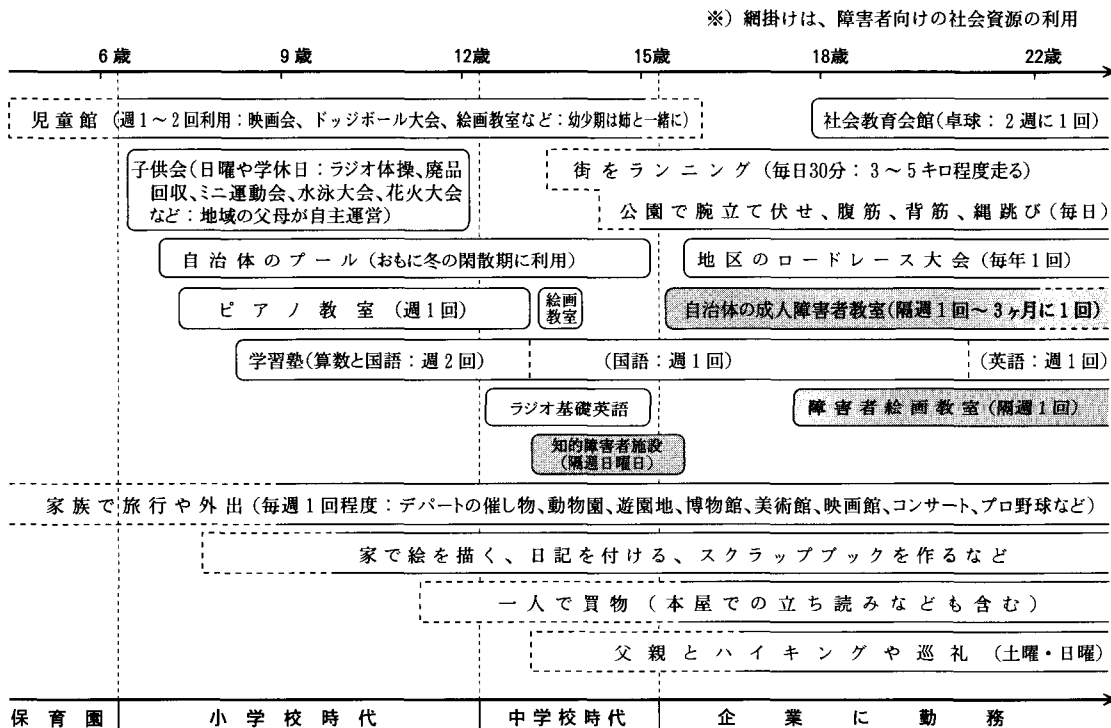 ※）網掛けは、障害者向けの社会資源の利用
6歳　9歳　12歳　15歳　18歳　22歳
児童館（週1～2回利用：映画会、ドッジボール大会、絵画教室など：幼少期は姉と一緒に）
社会教育会館（卓球：2週に1回）
子供会（日曜や学休日：ラジオ体操、廃品
回収、ミニ運動会、水泳大会、花火大会
など：地域の父母が自主運営）
街をランニング（毎日30分：3～5キロ程度走る）
公園で腕立て伏せ、腹筋、背筋、縄跳び（毎日）
自治体のプール（おもに冬の閑散期に利用）
地区のロードレース大会（毎年1回）
ピアノ教室（週1回）
絵画
教室
自治体の成人障害者教室（隔週1回～3ヶ月に1回）
学習塾（算数と国語：週2回）
（国語：週1回）
（英語：週1回）
ラジオ基礎英語
障害者絵画教室（隔週1回）
知的障害者施設
（隔週日曜日）
家族で旅行や外出（毎週1回程度：デパートの催し物、動物園、遊園地、博物館、美術館、映画館、コンサート、プロ野球など）
家で絵を描く、日記を付ける、スクラップブックを作るなど
一人で買物（本屋での立ち読みなども含む）
父親とハイキングや巡礼（土曜・日曜）
保育園　小学校時代　中学校時代　企業に勤務